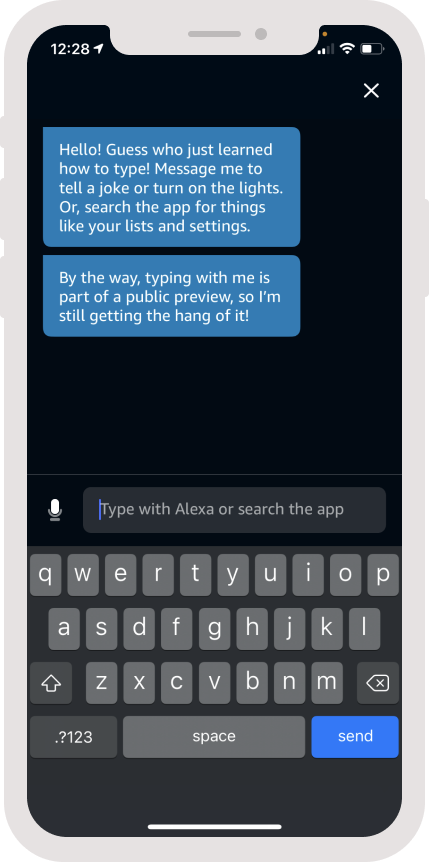 12:28
Hello! Guess who just learned
how to type! Message me to
tell a joke or turn on the lights.
Or, search the app for things
like your lists and settings.
By the way, typing with me is
part of a public preview, so I'm
still getting the hang of it!
Type with Alexa or search the app
q w e r t y u i o p
a s d f g h j k l
z x c v b n m
.?123 space send